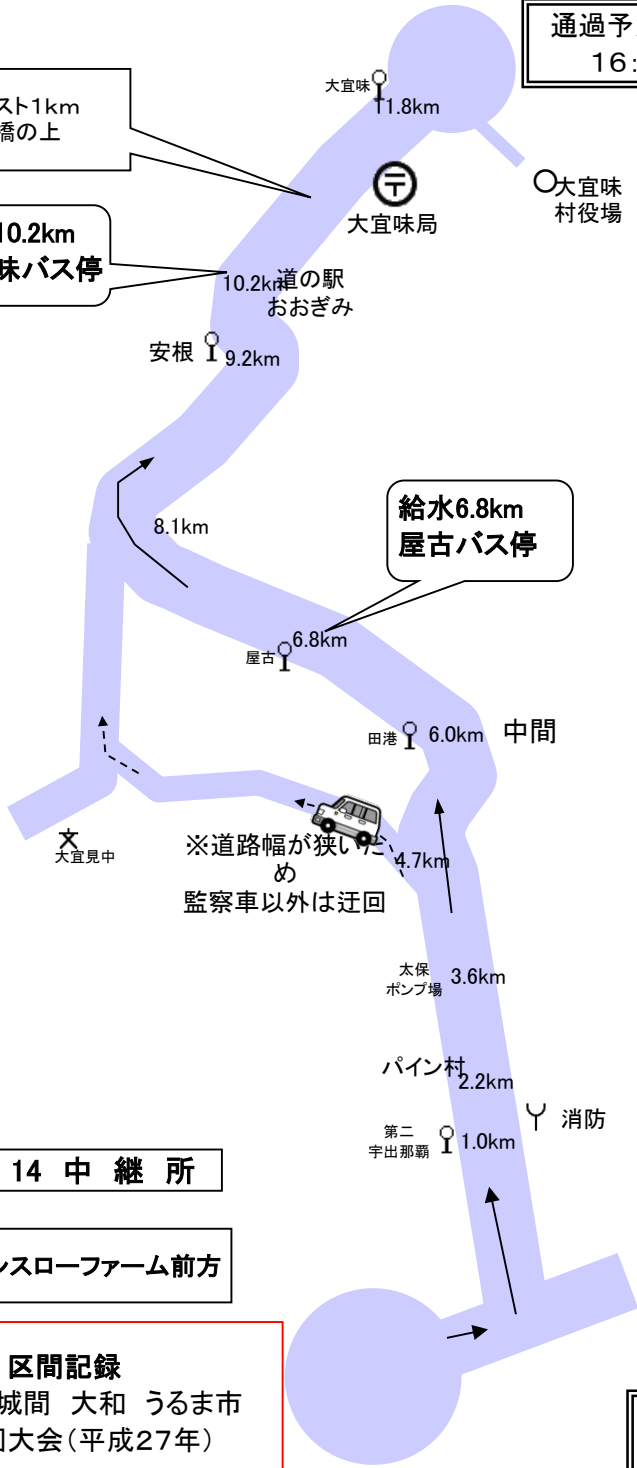 通過予
16:
大宜味
11.8km
スト1km
橋の上
大宜味
村役場
大宜味局
10.2km
味バス停
10.2km
道の駅
おおぎみ
安根
9.2km
給水6.8km
屋古バス停
8.1km
6.8km
屋古
田港
6.0km
中間
大宜見中
※道路幅が狭いた
め
監察車以外は迂回
4.7km
太保
ポンプ場
3.6km
パイン村
2.2km
消防
第二
宇出那覇
1.0km
14 中 継 所
ンスローファーム前方
区間記録
城間 大和 うるま市
大会(平成27年)